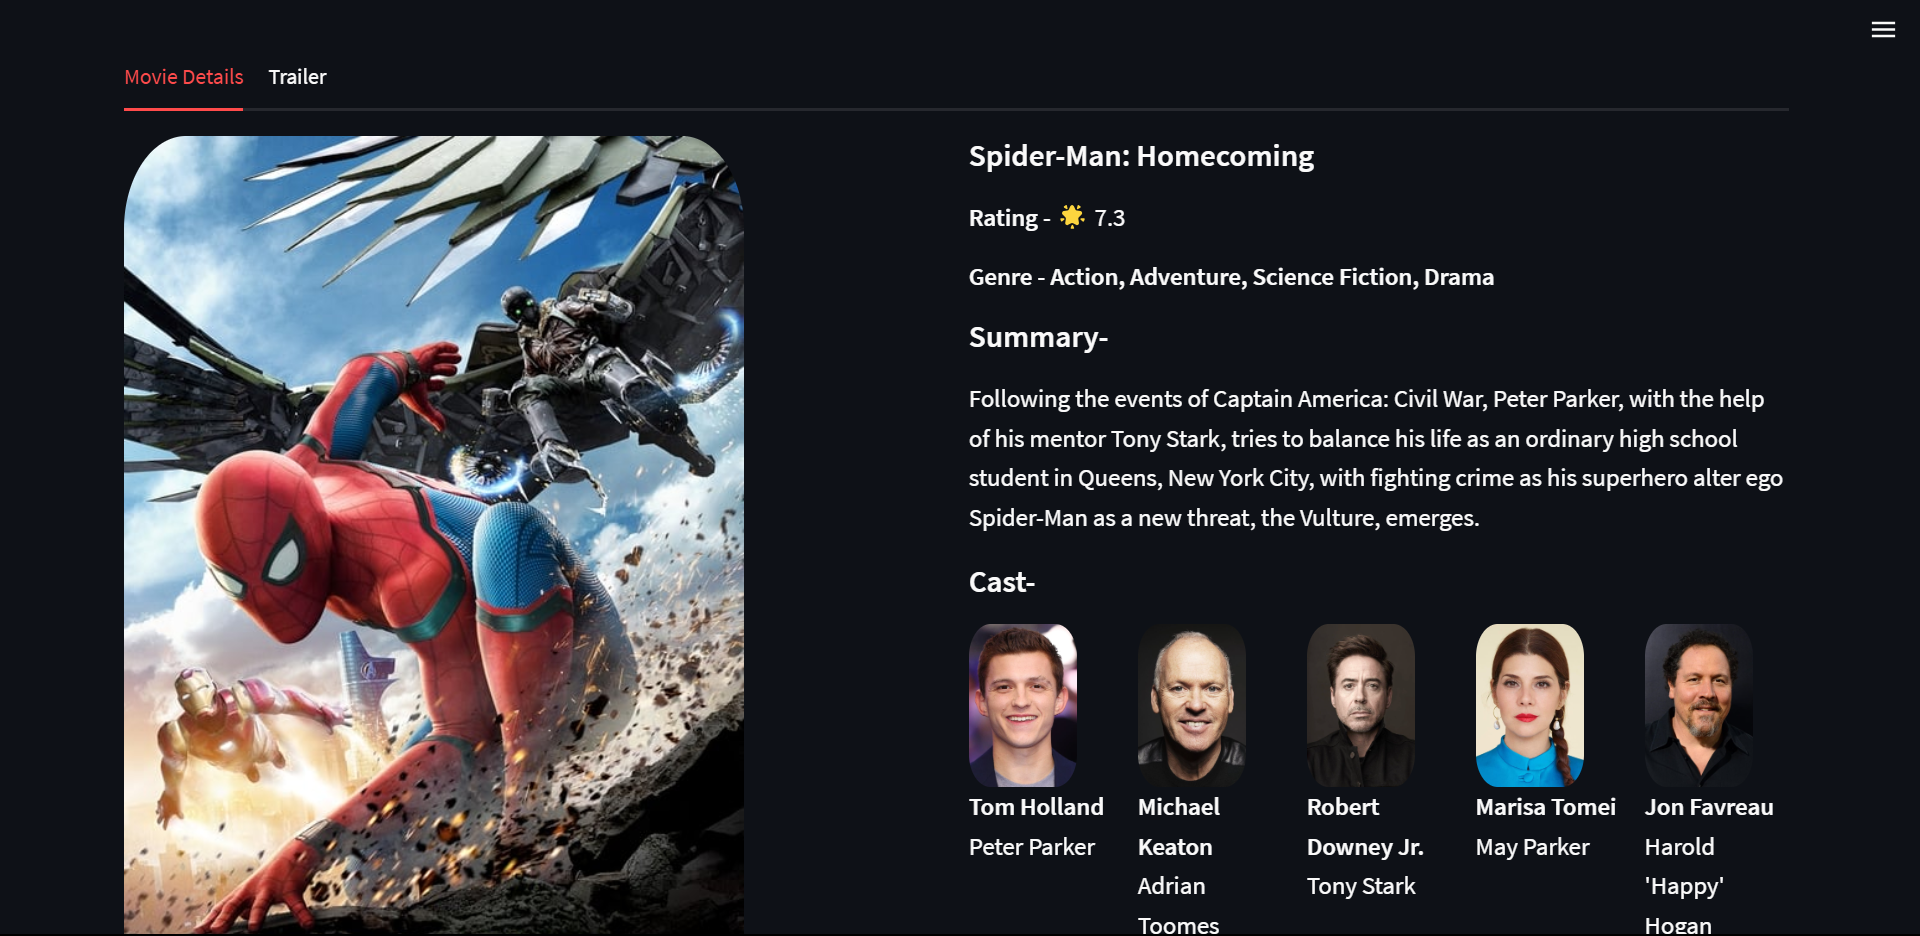 Movie Details
Trailer
Spider-Man: Homecoming
Rating - 🌟 7.3
Genre - Action, Adventure, Science Fiction, Drama
Summary-
Following the events of Captain America: Civil War, Peter Parker, with the help
of his mentor Tony Stark, tries to balance his life as an ordinary high school
student in Queens, New York City, with fighting crime as his superhero alter ego
Spider-Man as a new threat, the Vulture, emerges.
Cast-
Tom Holland
Peter Parker
Michael
Keaton
Adrian
Toomes
Robert
Downey Jr.
Tony Stark
Marisa Tomei
May Parker
Jon Favreau
Harold
'Happy'
Hogan